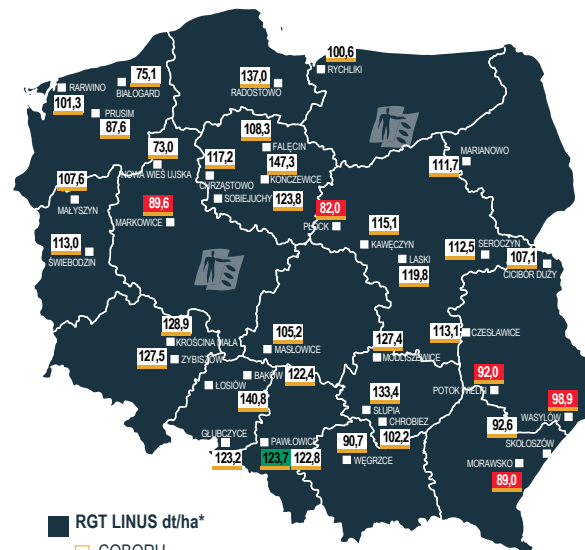 100,6
RYCHLIKI
75,1
BIAŁOGARD
137,0
RADOSTOWO
RARWINO
101,3
PRUSIM
87,6
108,3
FALĘCIN
73,0
NOWA WIEŚ UJSKA
117,2
CHRZĄSTOWO
147,3
KOŃCZEWICE
SOBIEJUCHY
123,8
MARIANOWO
111,7
107,6
MAŁYSZYN
89,6
MARKOWICE
82,0
PŁOCK
115,1
KAWĘCZYN
113,0
ŚWIEBODZIN
LASKI
119,8
112,5
SEROCZYN
107,1
CICIBÓR DUŻY
128,9
KROŚCINA MAŁA
127,5
ZYBISZÓW
105,2
MASŁOWICE
127,4
MODLISZEWICE
113,1
CZESŁAWICE
BĄKÓW
122,4
ŁOSIÓW
140,8
133,4
SŁUPIA
CHROBIEŻ
102,2
92,0
98,9
WASYLÓW
92,6
SKOŁOSZÓW
GŁUBCZYCE
123,2
PAWŁOWICE
123,7
122,8
90,7
WĘGRZCE
MORAWSKO
89,0
RGT LINUS dt/ha*